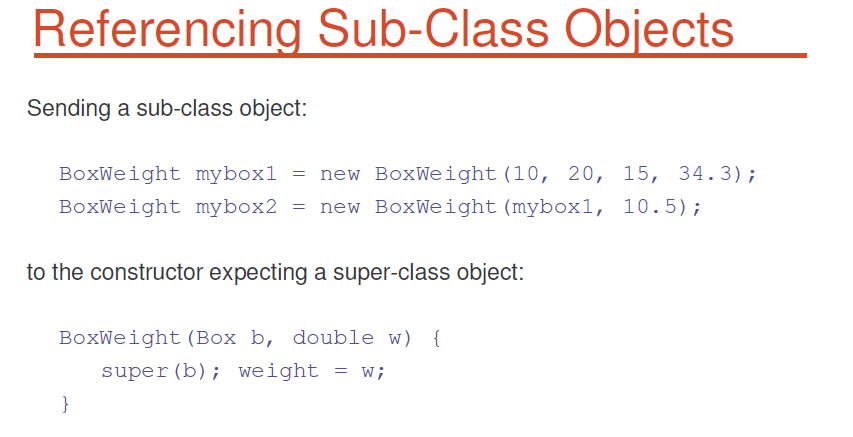 Referencing Sub-Class Objects
Sending a sub-class object:
BoxWeight mybox1 = new BoxWeight(10, 20, 15, 34.3);
BoxWeight mybox2 = new BoxWeight(mybox1, 10.5);
to the constructor expecting a super-class object:
BoxWeight(Box b, double w) {
super(b); weight = w;
}